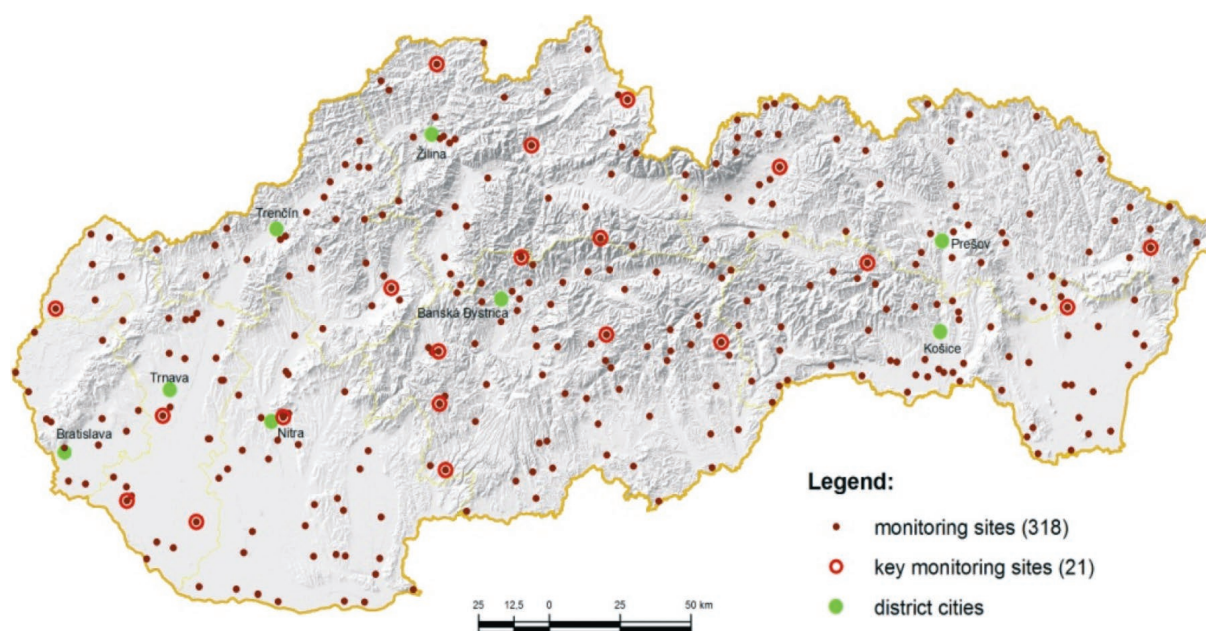 Žilina
Trenčín
Prešov
Banská Bystrica
Košice
Trnava
Nitra
Bratislava
Legend:
monitoring sites (318)
key monitoring sites (21)
district cities
25 12,5 0 25 50 km